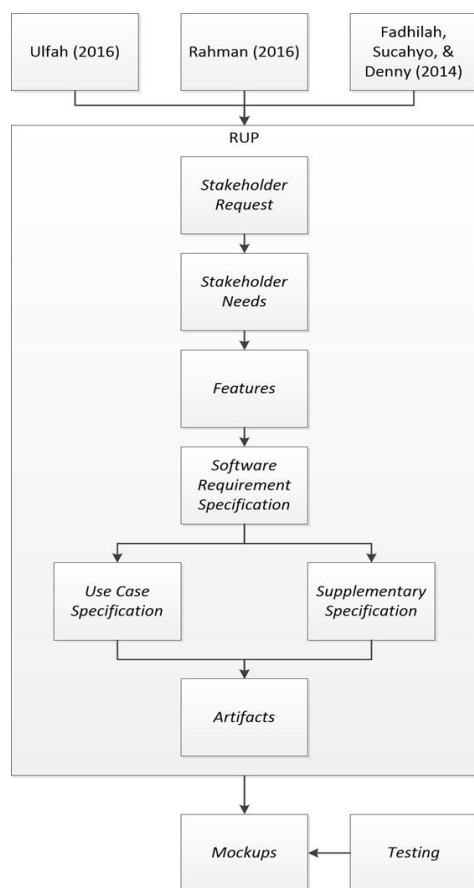 Ulfah (2016)
Rahman (2016)
Fadhilah,
Sucahyo, &
Denny (2014)
RUP
Stakeholder
Request
Stakeholder
Needs
Features
Software
Requirement
Specification
Use Case
Specification
Supplementary
Specification
Artifacts
Mockups
Testing